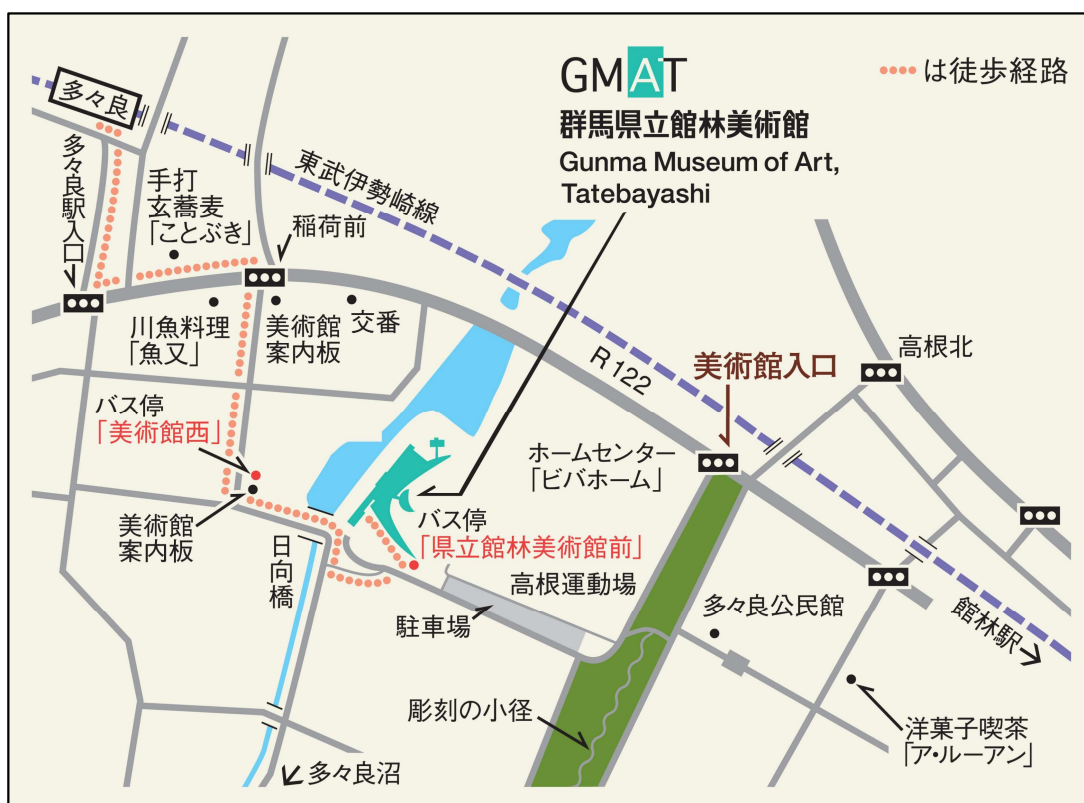 GMAT
群馬県立館林美術館
Gunma Museum of Art,
Tatebayashi
は徒歩経路
多々良
多々良駅入口
手打
玄蕎麦
「ことぶき」
稲荷前
東武伊勢崎線
川魚料理
「魚又」
美術館
案内板
交番
R122
美術館入口
高根北
バス停
「美術館西」
美術館
案内板
日向橋
バス停
「県立館林美術館前」
ホームセンター
「ビバホーム」
高根運動場
駐車場
多々良公民館
館林駅
彫刻の小径
洋菓子喫茶
「ア・ルーアン」
多々良沼